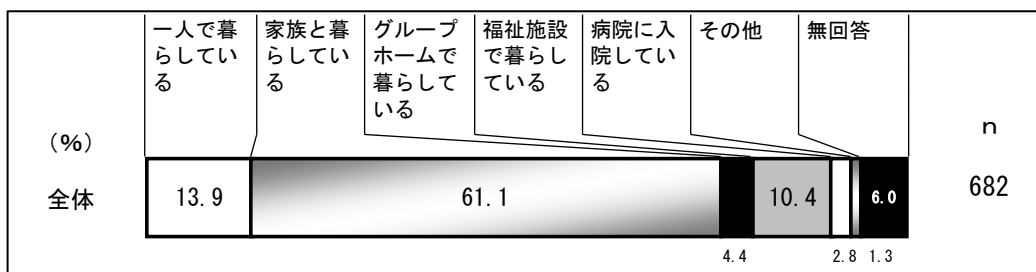 一人で暮
らしてい
る
家族と暮
らしてい
る
グループ
ホームで
暮らして
いる
福祉施設
で暮らし
ている
病院に入
院してい
る
その他
無回答
(%)
n
全体
13.9
61.1
10.4
6.0
682
4.4
2.8
1.3